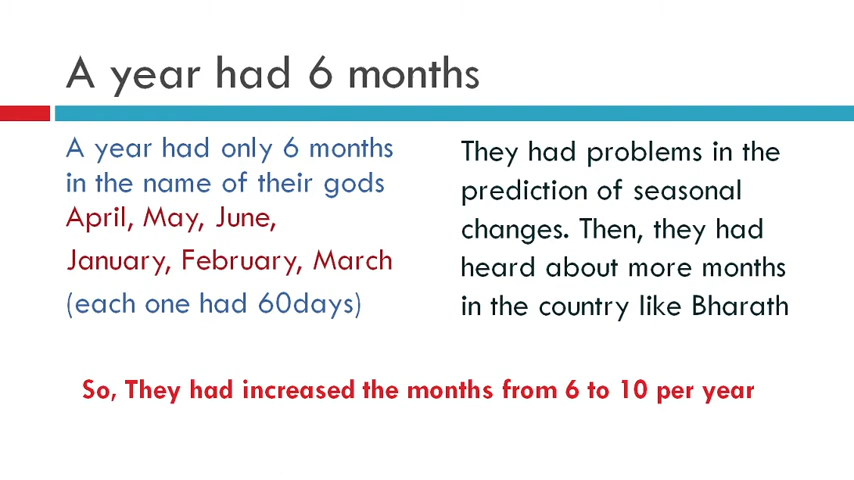 A year had 6 months
A year had only 6 months
in the name of their gods
April, May, June,
January, February, March
(each one had 60days)
They had problems in the
prediction of seasonal
changes. Then, they had
heard about more months
in the country like Bharath
So, They had increased the months from 6 to 10 per year